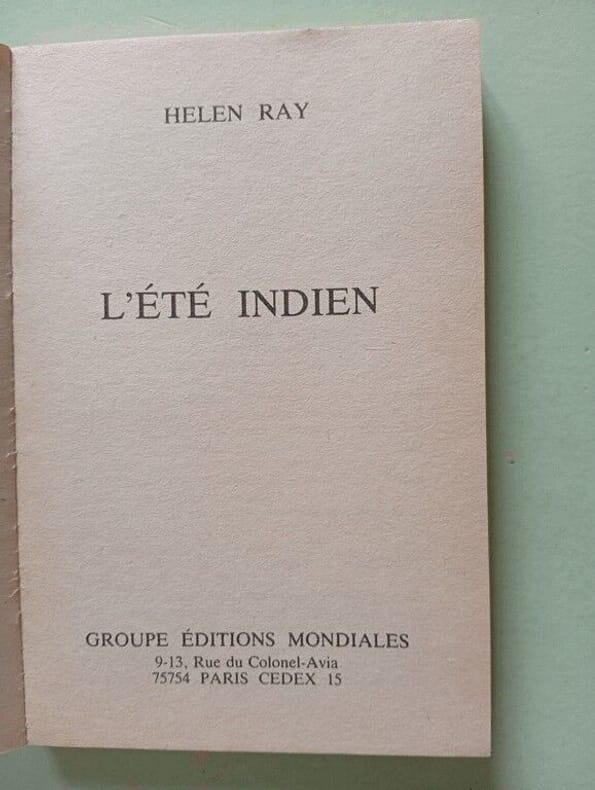 HELEN RAY
L'ÉTÉ INDIEN
GROUPE ÉDITIONS MONDIALES
9-13, Rue du Colonel-Avia
75754 PARIS CEDEX 15